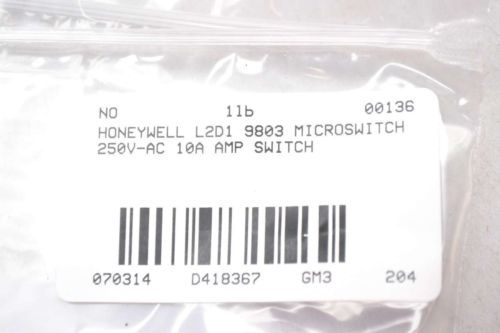 NO 1lb 00136
HONEYWELL L2D1 9803 MICROSWITCH
250V-AC 10A AMP SWITCH
070314 D418367 GM3 204